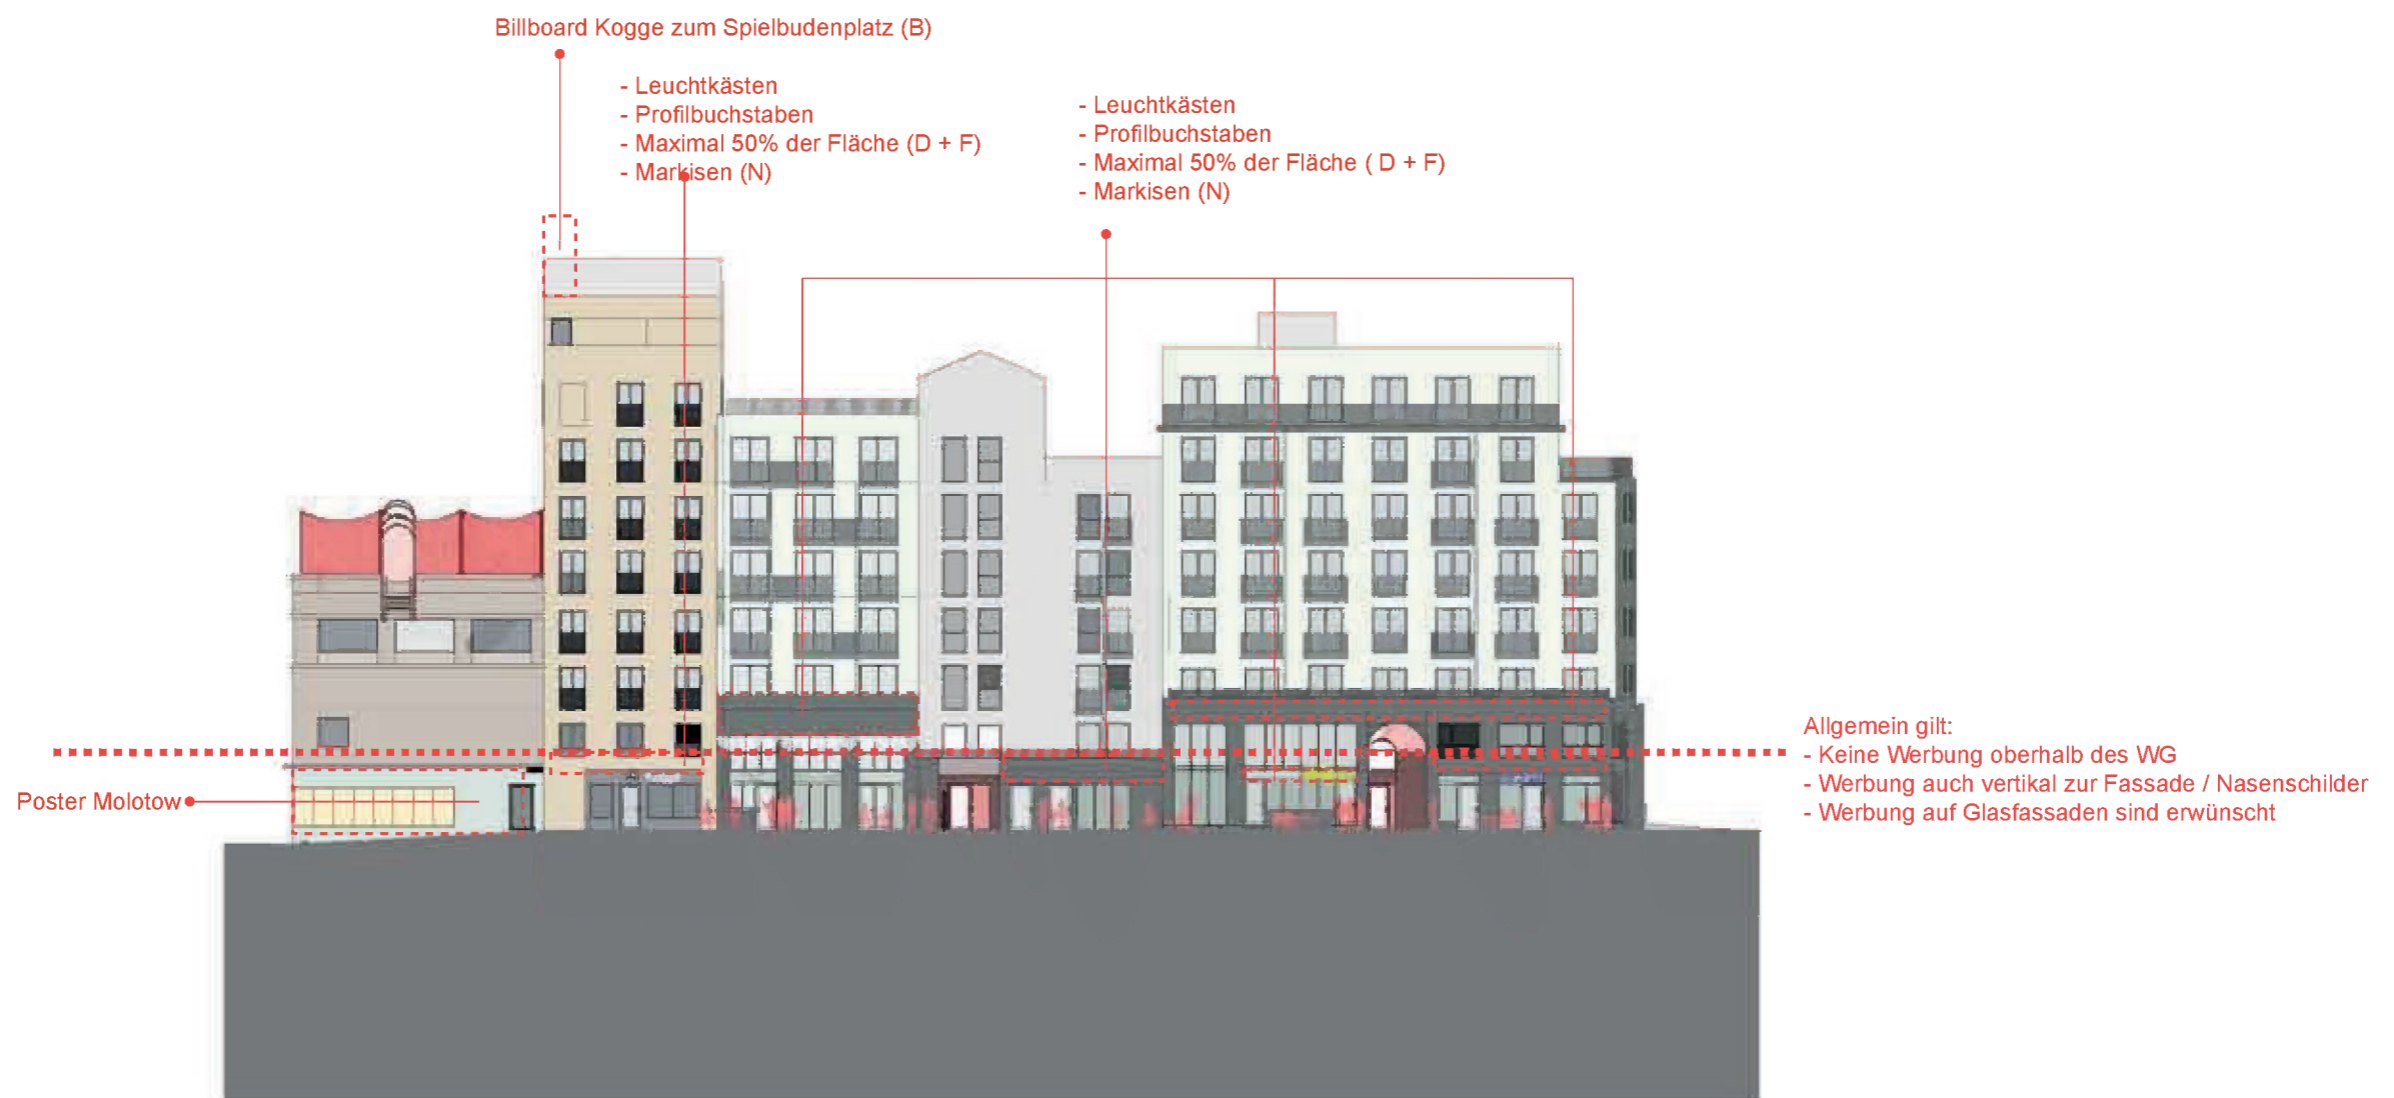 Billboard Kogge zum Spielbudenplatz (B)
- Leuchtkästen
- Profilbuchstaben
- Maximal 50% der Fläche (D + F)
- Markisen (N)
- Leuchtkästen
- Profilbuchstaben
- Maximal 50% der Fläche ( D + F)
- Markisen (N)
Allgemein gilt:
- Keine Werbung oberhalb des WG
- Werbung auch vertikal zur Fassade / Nasenschilder
- Werbung auf Glasfassaden sind erwünscht
Poster Molotow